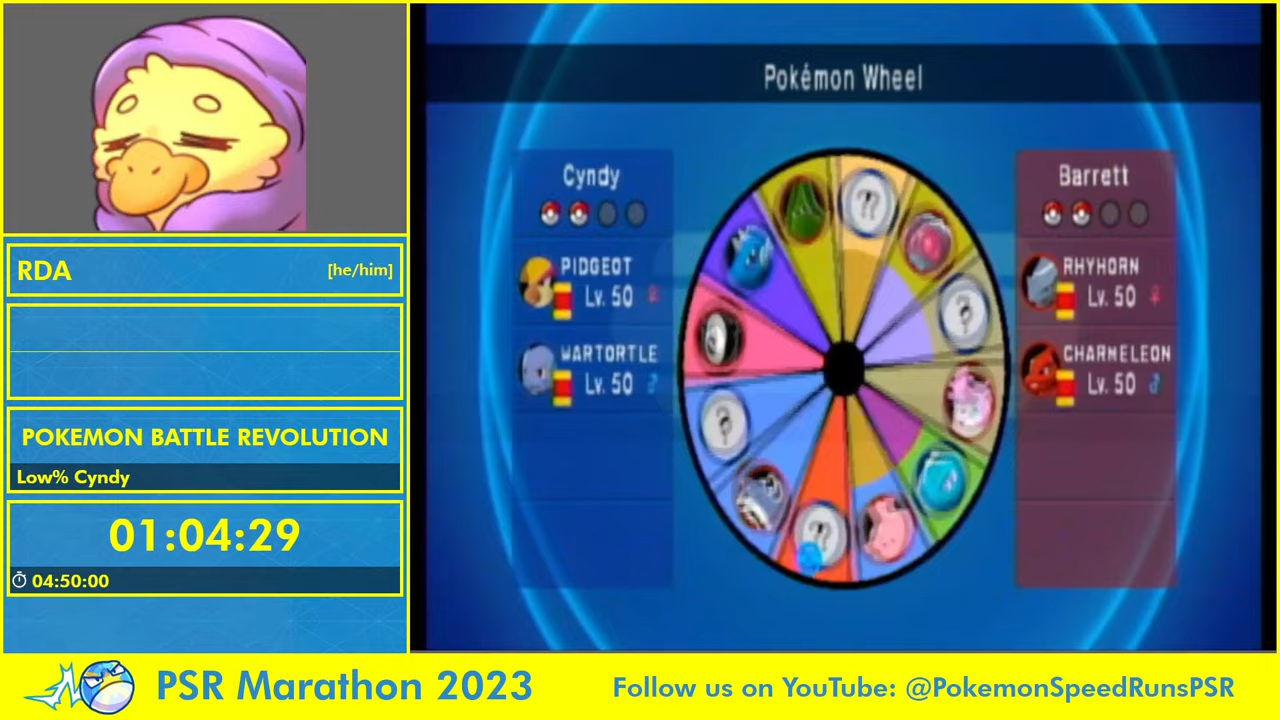 Pokémon Wheel
Cyndy
PIDGEOT
Lv. 50 ♀
WARTORTLE
Lv. 50 ♂
Barrett
RHYHORN
Lv. 50 ♀
CHARMELEON
Lv. 50 ♂
?
?
?
?
RDA
[he/him]
POKEMON BATTLE REVOLUTION
Low% Cyndy
01:04:29
04:50:00
PSR Marathon 2023
Follow us on YouTube: @PokemonSpeedRunsPSR